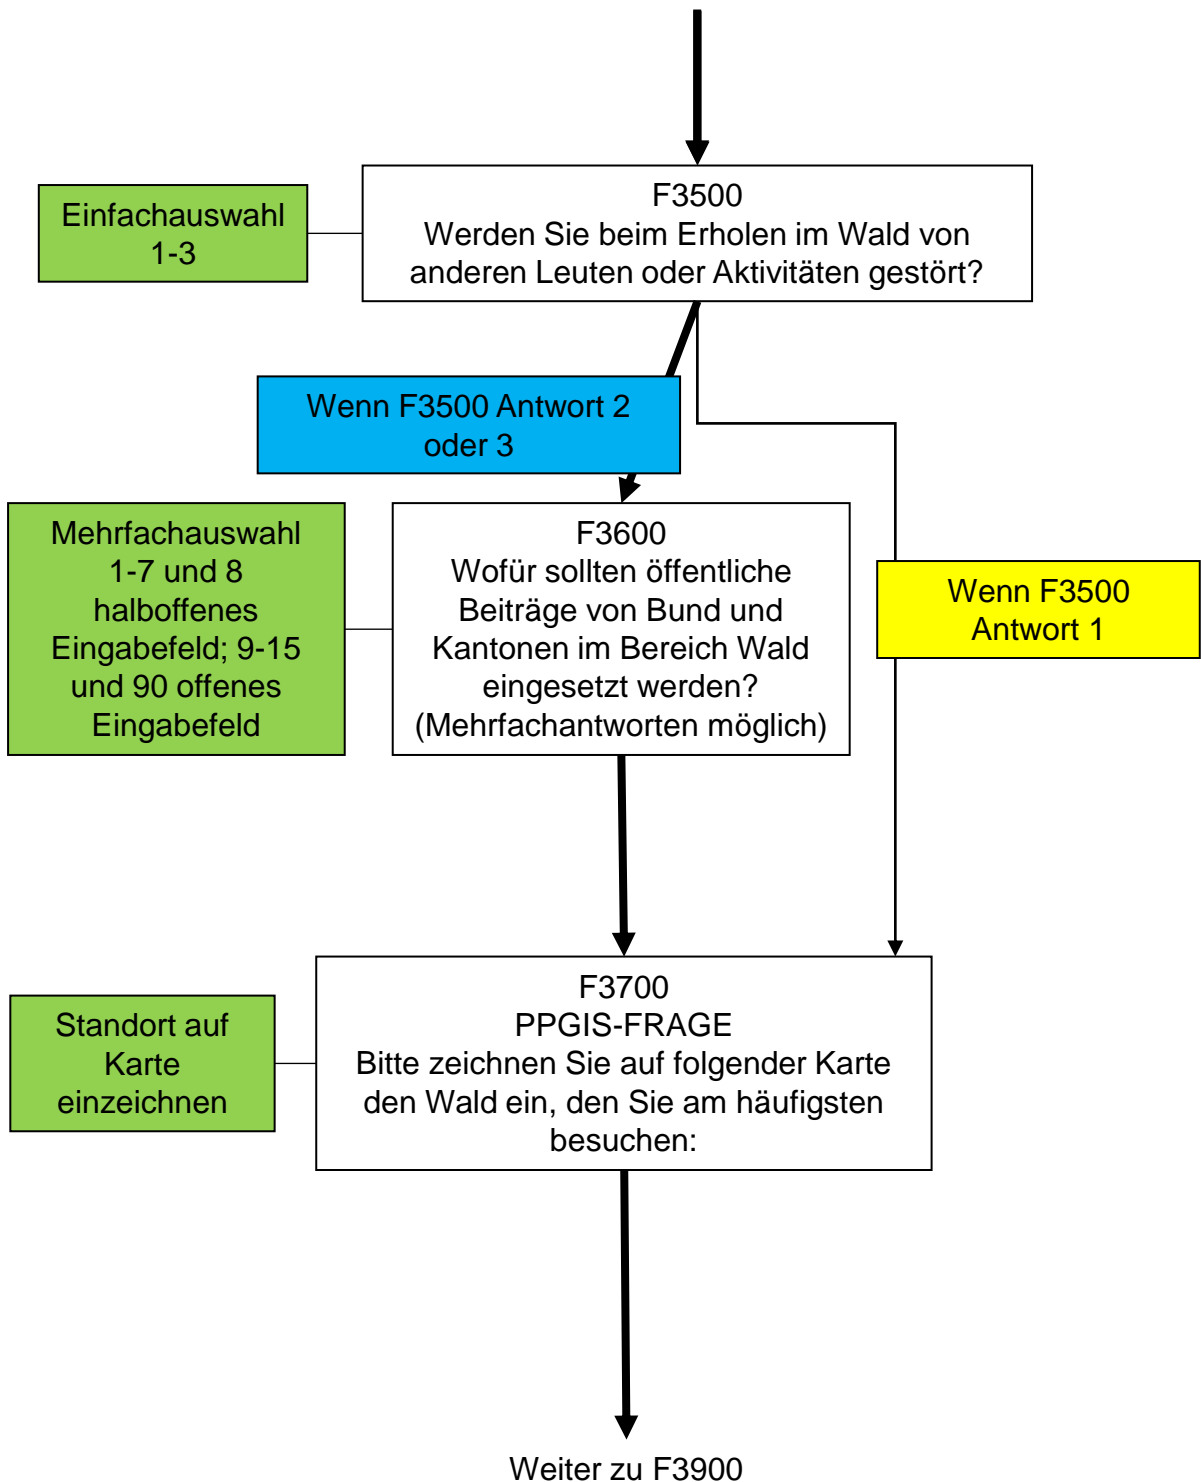 Einfachauswahl
1-3
F3500
Werden Sie beim Erholen im Wald von
anderen Leuten oder Aktivitäten gestört?
Wenn F3500 Antwort 2
oder 3
Mehrfachauswahl
1-7 und 8
halboffenes
Eingabefeld; 9-15
und 90 offenes
Eingabefeld
F3600
Wofür sollten öffentliche
Beiträge von Bund und
Kantonen im Bereich Wald
eingesetzt werden?
(Mehrfachantworten möglich)
Wenn F3500
Antwort 1
Standort auf
Karte
einzeichnen
F3700
PPGIS-FRAGE
Bitte zeichnen Sie auf folgender Karte
den Wald ein, den Sie am häufigsten
besuchen:
Weiter zu F3900